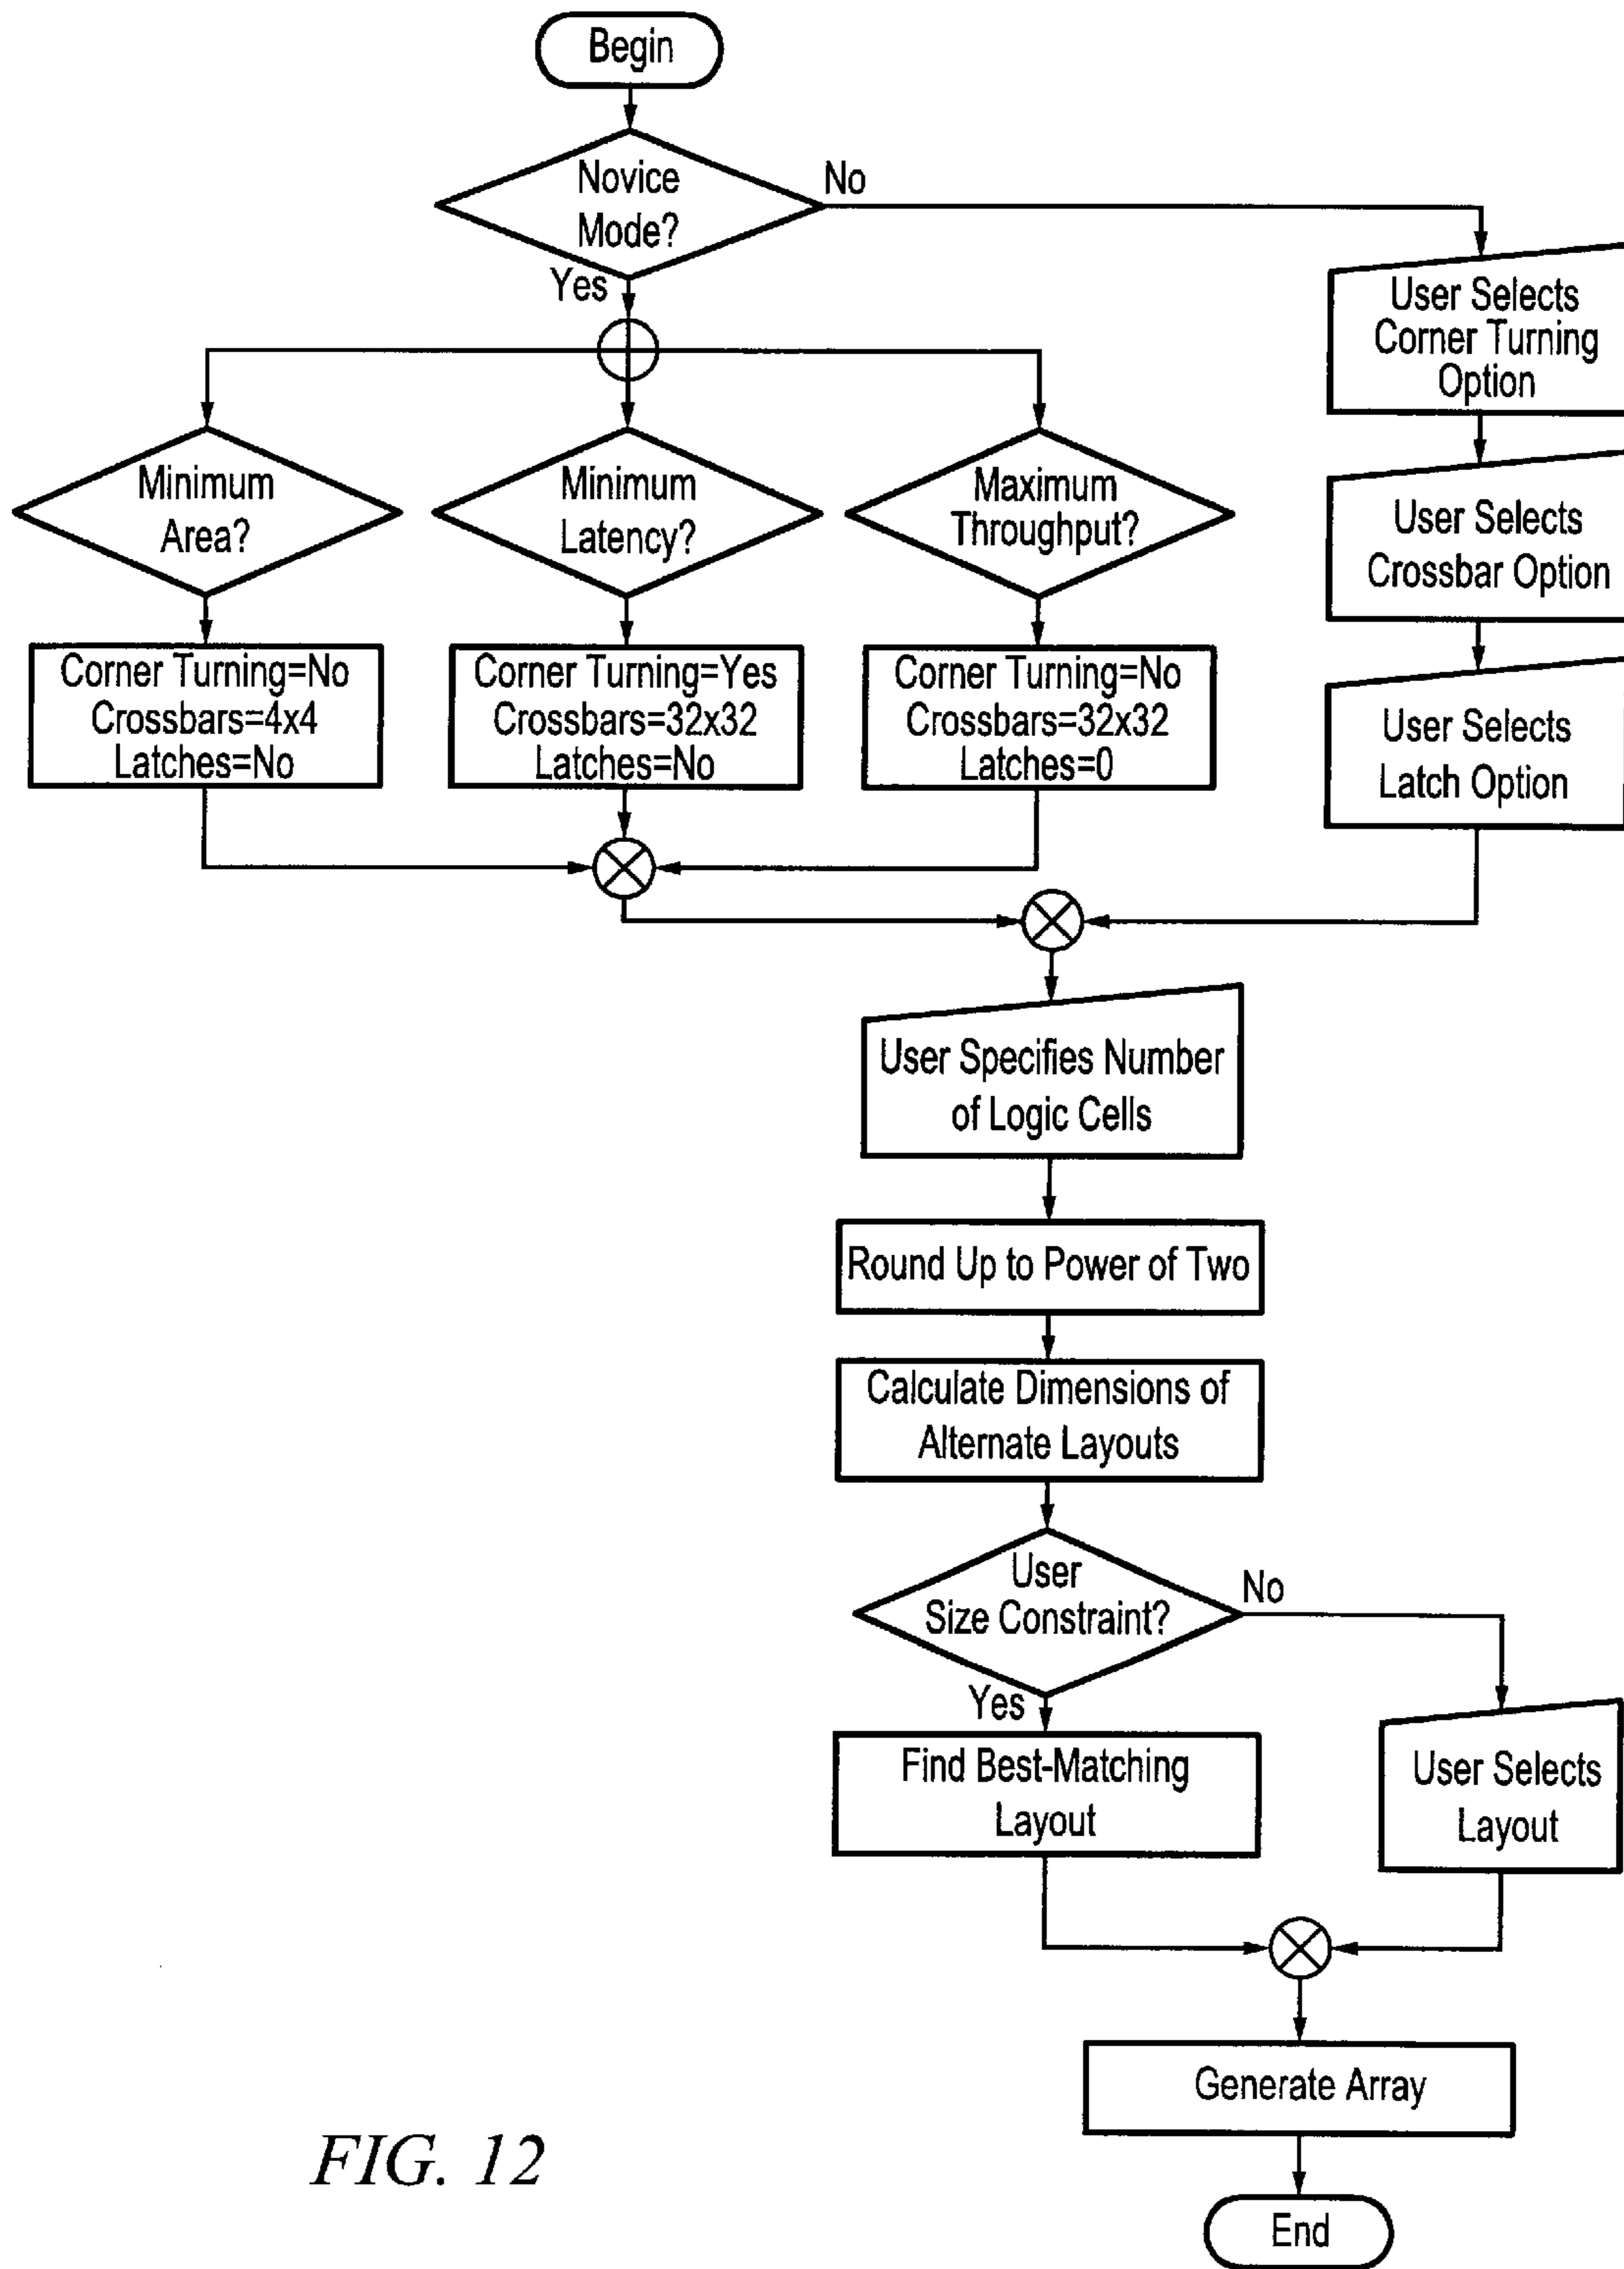 Begin
Novice
Mode?
No
Yes
User Selects
Corner Turning
Option
Minimum
Area?
Minimum
Latency?
Maximum
Throughput?
User Selects
Crossbar Option
Corner Turning=No
Crossbars=4x4
Latches=No
Corner Turning=Yes
Crossbars=32x32
Latches=No
Corner Turning=No
Crossbars=32x32
Latches=0
User Selects
Latch Option
User Specifies Number
of Logic Cells
Round Up to Power of Two
Calculate Dimensions of
Alternate Layouts
User
Size Constraint?
No
Yes
Find Best-Matching
Layout
User Selects
Layout
Generate Array
End
FIG. 12